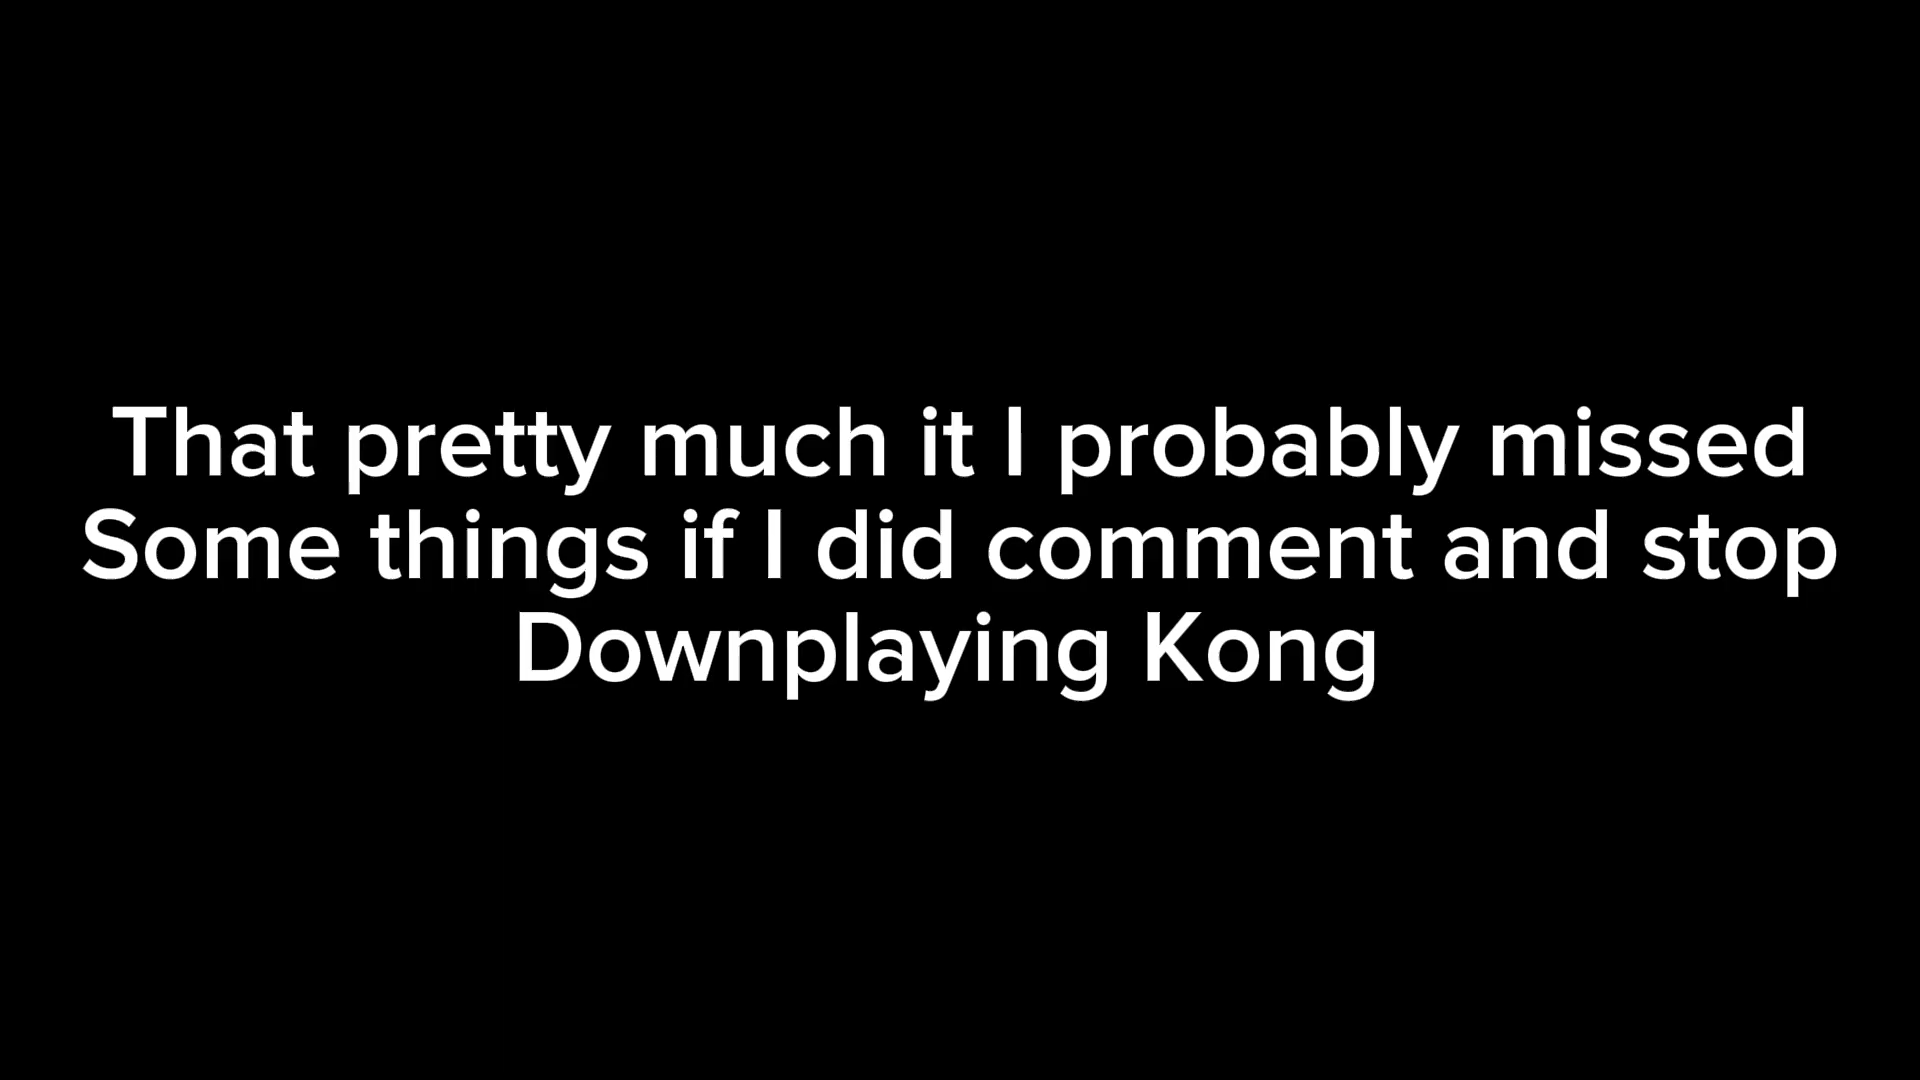 That pretty much it I probably missed
Some things if I did comment and stop
Downplaying Kong